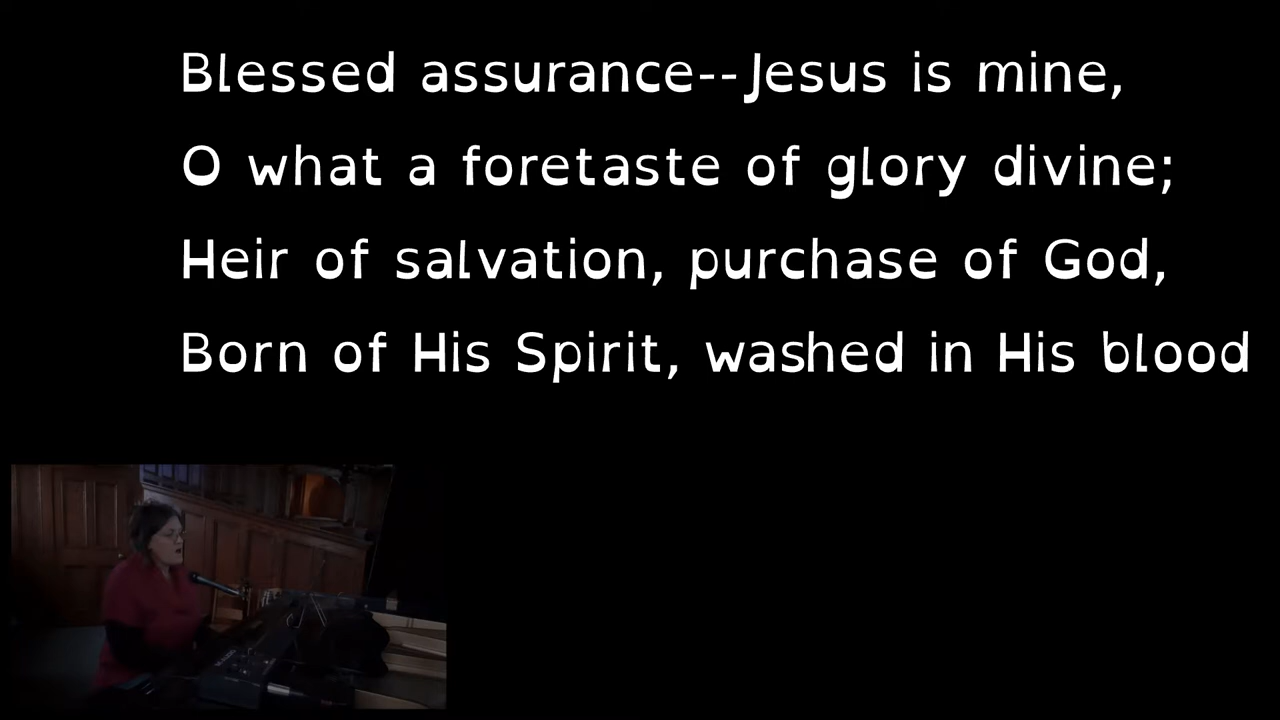 Blessed assurance--Jesus is mine,
O what a foretaste of glory divine;
Heir of salvation, purchase of God,
Born of His Spirit, washed in His blood